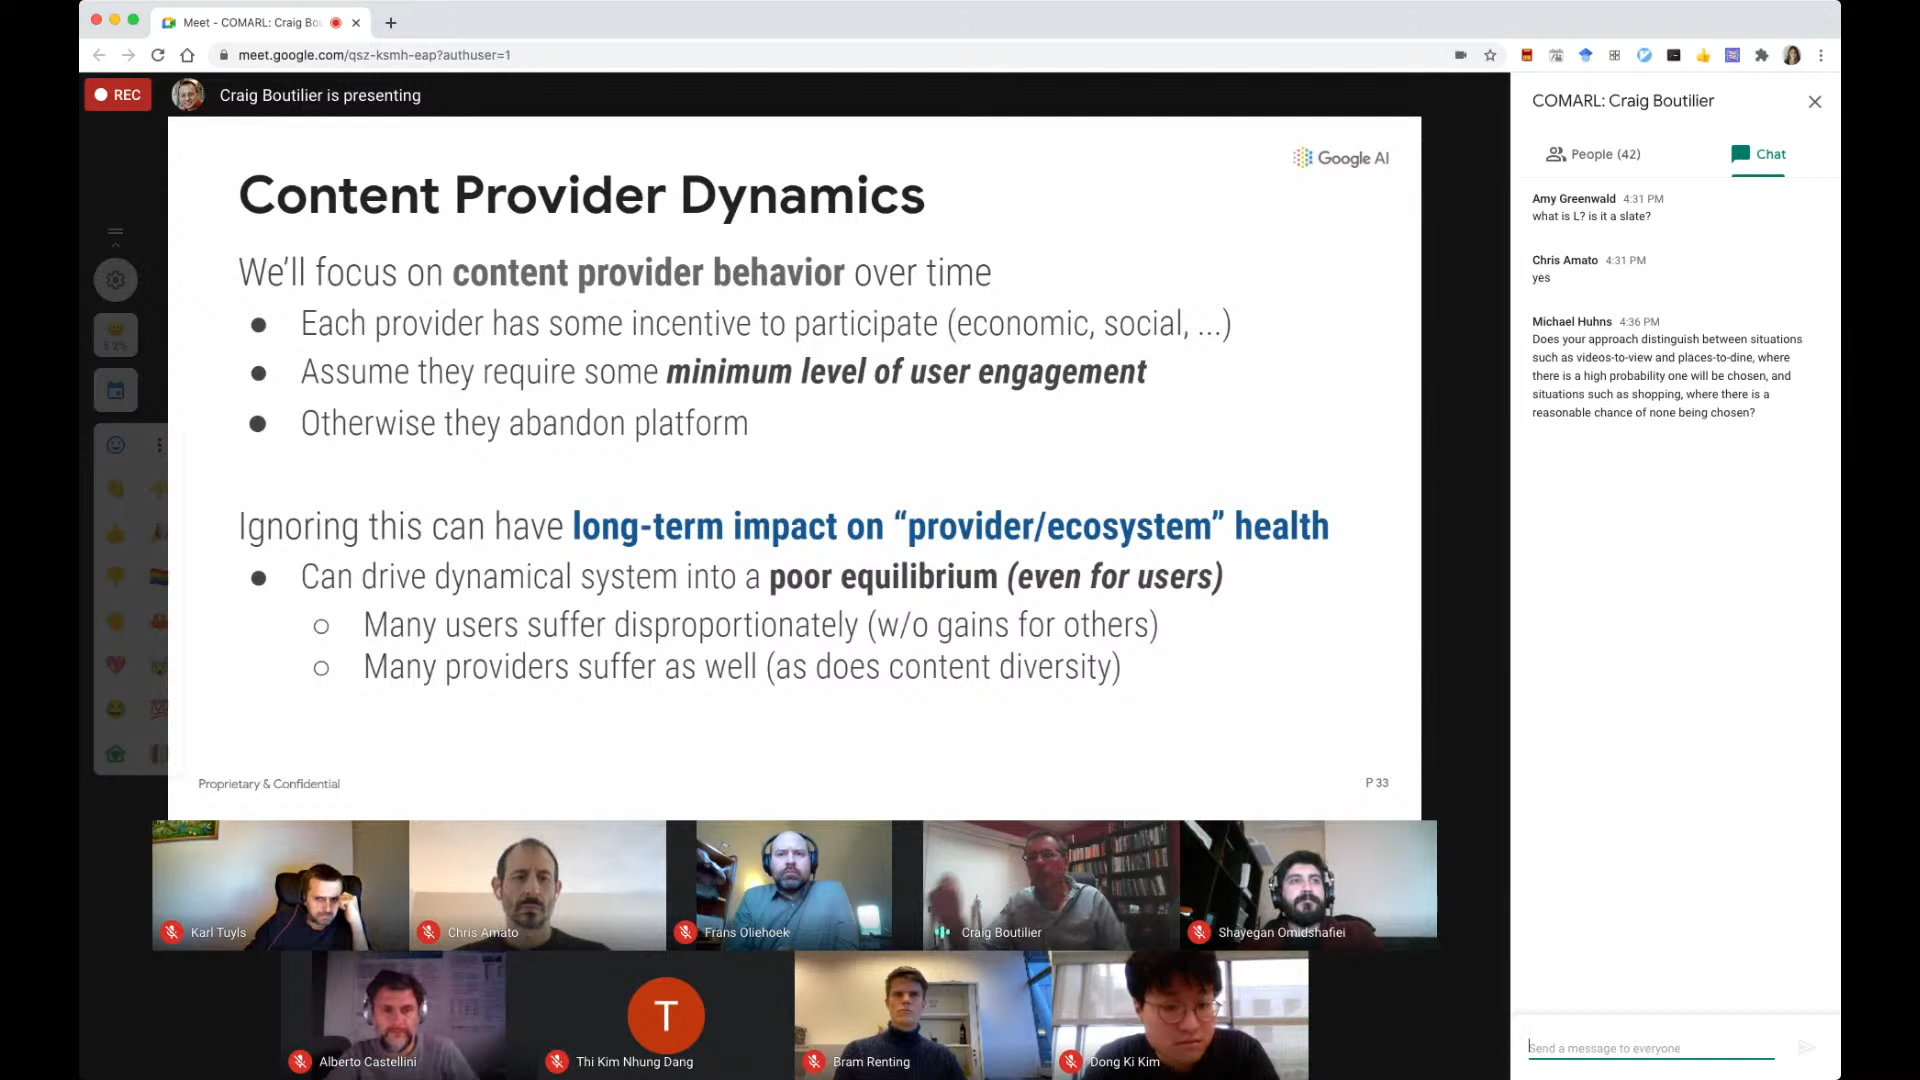 Meet - COMARL: Craig Bo
meet.google.com/qsz-ksmh-eap?authuser=1
REC
Craig Boutilier is presenting
Google AI
Content Provider Dynamics
We'll focus on content provider behavior over time
● Each provider has some incentive to participate (economic, social, ...)
● Assume they require some minimum level of user engagement
● Otherwise they abandon platform
Ignoring this can have long-term impact on “provider/ecosystem” health
● Can drive dynamical system into a poor equilibrium (even for users)
○ Many users suffer disproportionately (w/o gains for others)
○ Many providers suffer as well (as does content diversity)
Proprietary & Confidential
P 33
Karl Tuyls
Chris Amato
Frans Oliehoek
Craig Boutilier
Shayegan Omidshafiei
Alberto Castellini
T
Thi Kim Nhung Dang
Bram Renting
Dong Ki Kim
COMARL: Craig Boutilier
People (42)
Chat
Amy Greenwald 4:31 PM
what is L? is it a slate?
Chris Amato 4:31 PM
yes
Michael Huhns 4:36 PM
Does your approach distinguish between situations
such as videos-to-view and places-to-dine, where
there is a high probability one will be chosen, and
situations such as shopping, where there is a
reasonable chance of none being chosen?
Send a message to everyone